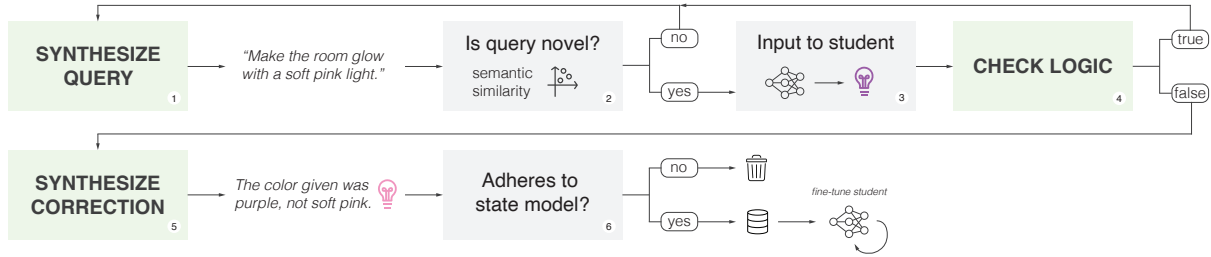 SYNTHESIZE
QUERY
1
“Make the room glow
with a soft pink light.”
Is query novel?
semantic
similarity
2
no
yes
Input to student
3
CHECK LOGIC
4
true
false
SYNTHESIZE
CORRECTION
5
The color given was
purple, not soft pink.
Adheres to
state model?
6
no
yes
fine-tune student